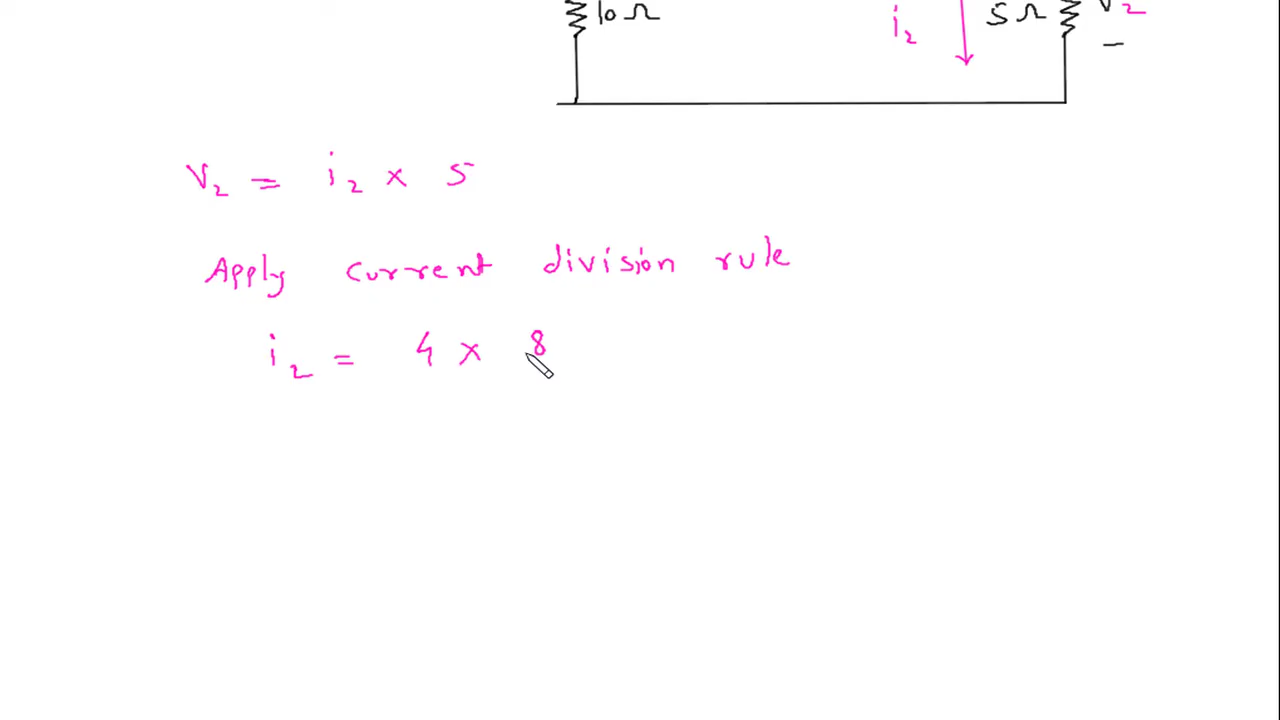 10 Ω i₂ 5 Ω V₂
−
V₂ = i₂ × 5
Apply current division rule
i₂ = 4 × 8